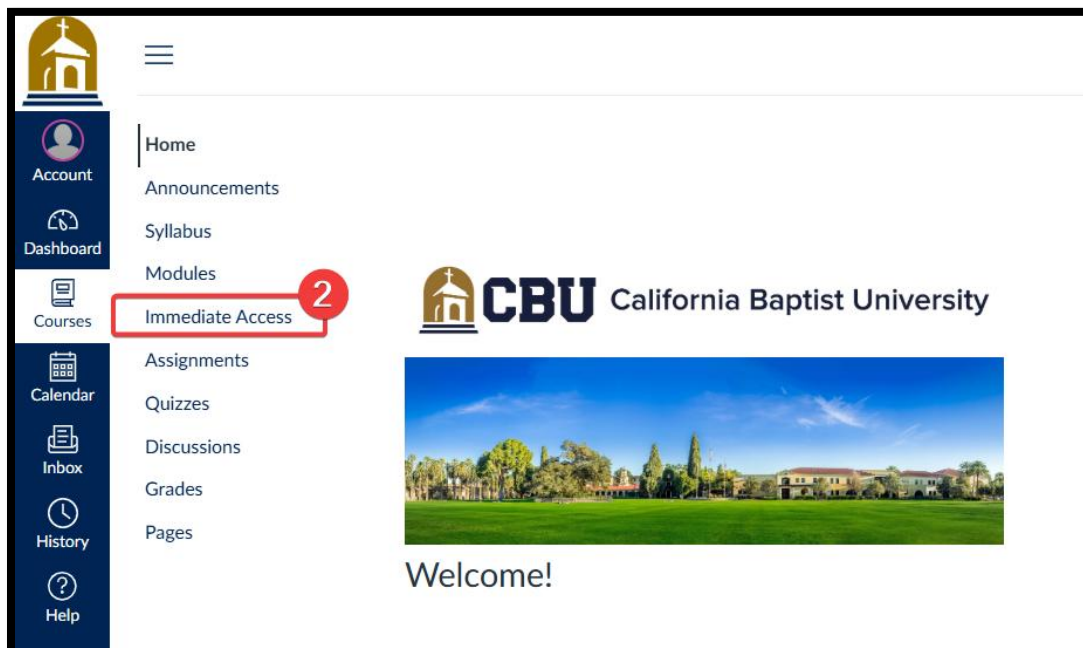 Account
Dashboard
Courses
Calendar
Inbox
History
Help
Home
Announcements
Syllabus
Modules
2
Immediate Access
Assignments
Quizzes
Discussions
Grades
Pages
CBU California Baptist University
Welcome!